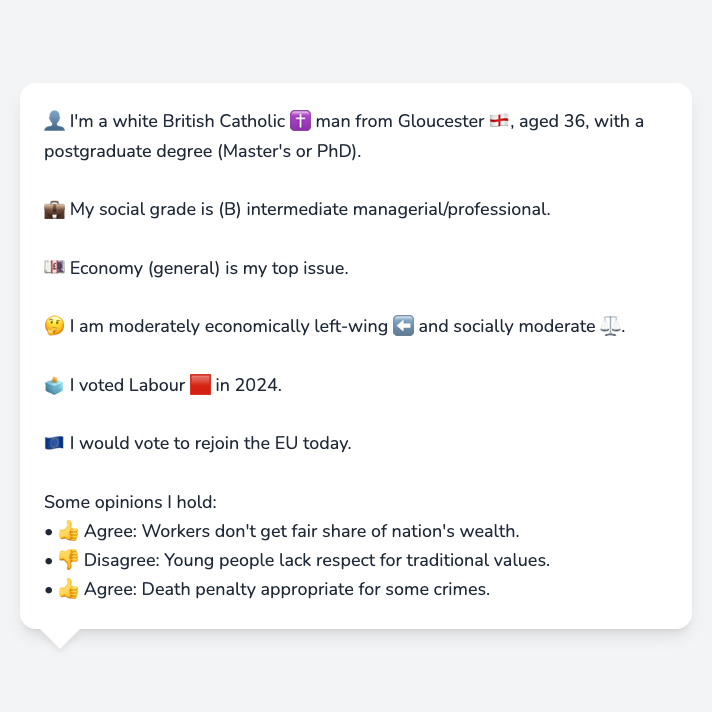 👤 I'm a white British Catholic ✝️ man from Gloucester 🏴󠁧󠁢󠁥󠁮󠁧󠁿, aged 36, with a
postgraduate degree (Master's or PhD).
💼 My social grade is (B) intermediate managerial/professional.
💷 Economy (general) is my top issue.
🤔 I am moderately economically left-wing ⬅️ and socially moderate ⚖️.
🗳️ I voted Labour 🟥 in 2024.
🇪🇺 I would vote to rejoin the EU today.
Some opinions I hold:
• 👍 Agree: Workers don't get fair share of nation's wealth.
• 👎 Disagree: Young people lack respect for traditional values.
• 👍 Agree: Death penalty appropriate for some crimes.